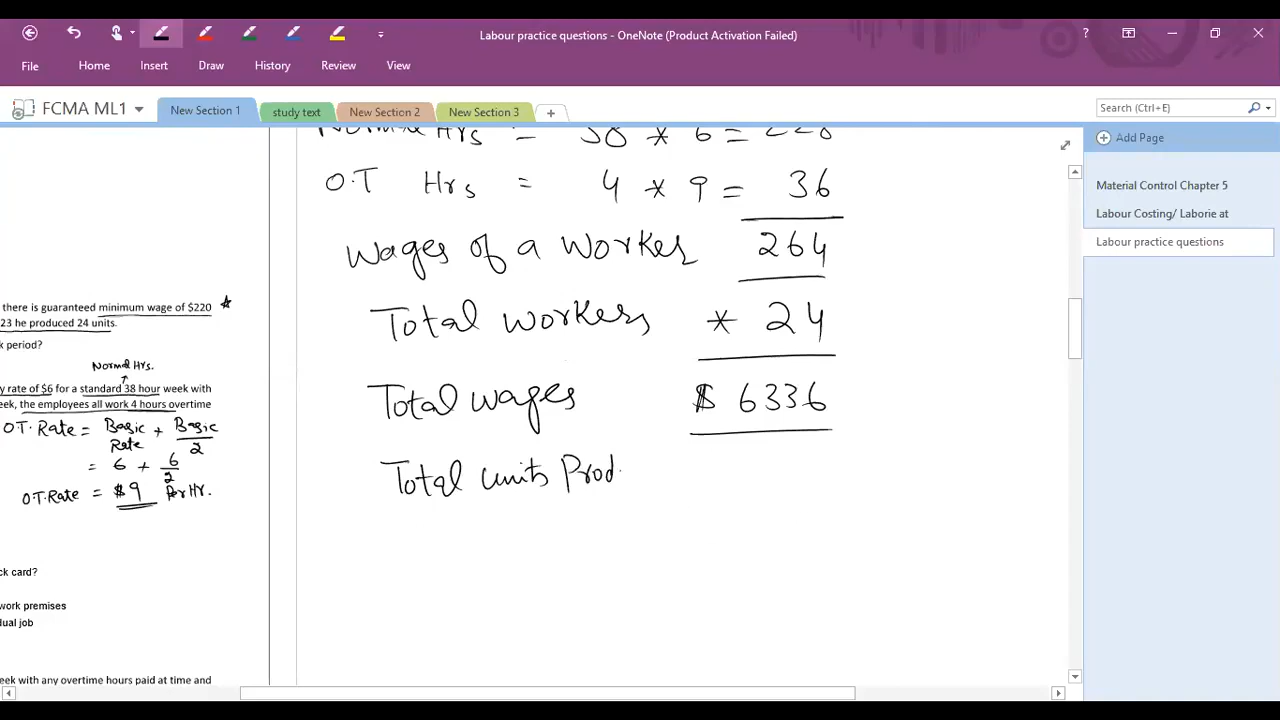 Labour practice questions - OneNote (Product Activation Failed)
?
File Home Insert Draw History Review View
FCMA ML1 New Section 1 study text New Section 2 New Section 3
Search (Ctrl+E)
Add Page
Material Control Chapter 5
Labour Costing/ Laborie at
Labour practice questions
there is guaranteed minimum wage of $220
23 he produced 24 units.
k period?
Normal Hrs.
y rate of $6 for a standard 38 hour week with
eek, the employees all work 4 hours overtime
O.T. Rate = Basic Rate + Basic / 2
= 6 + 6 / 2
O.T. Rate = $9 Per Hr.
ck card?
work premises
dual job
eek with any overtime hours paid at time and
Normal Hrs = 38 * 6 = 228
O.T Hrs = 4 * 9 = 36
Wages of a Worker 264
Total workers * 24
Total wages $ 6336
Total units Prod.